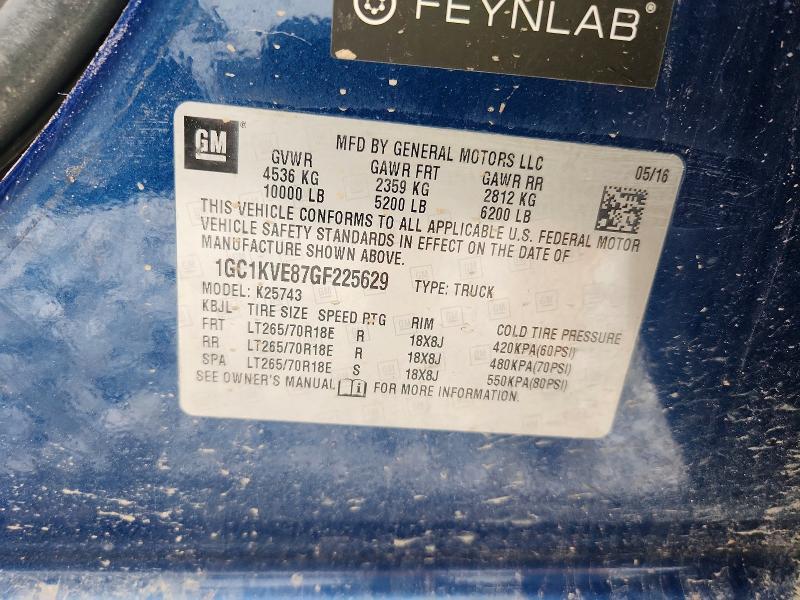 FEYNLAB®
GM®
MFD BY GENERAL MOTORS LLC
05/16
GVWR GAWR FRT GAWR RR
4536 KG 2359 KG 2812 KG
10000 LB 5200 LB 6200 LB
THIS VEHICLE CONFORMS TO ALL APPLICABLE U.S. FEDERAL MOTOR
VEHICLE SAFETY STANDARDS IN EFFECT ON THE DATE OF
MANUFACTURE SHOWN ABOVE.
1GC1KVE87GF225629 TYPE: TRUCK
MODEL: K25743
KBJL TIRE SIZE SPEED RTG RIM COLD TIRE PRESSURE
FRT LT265/70R18E R 18X8J 420KPA(60PSI)
RR LT265/70R18E R 18X8J 480KPA(70PSI)
SPA LT265/70R18E S 18X8J 550KPA(80PSI)
SEE OWNER'S MANUAL FOR MORE INFORMATION.